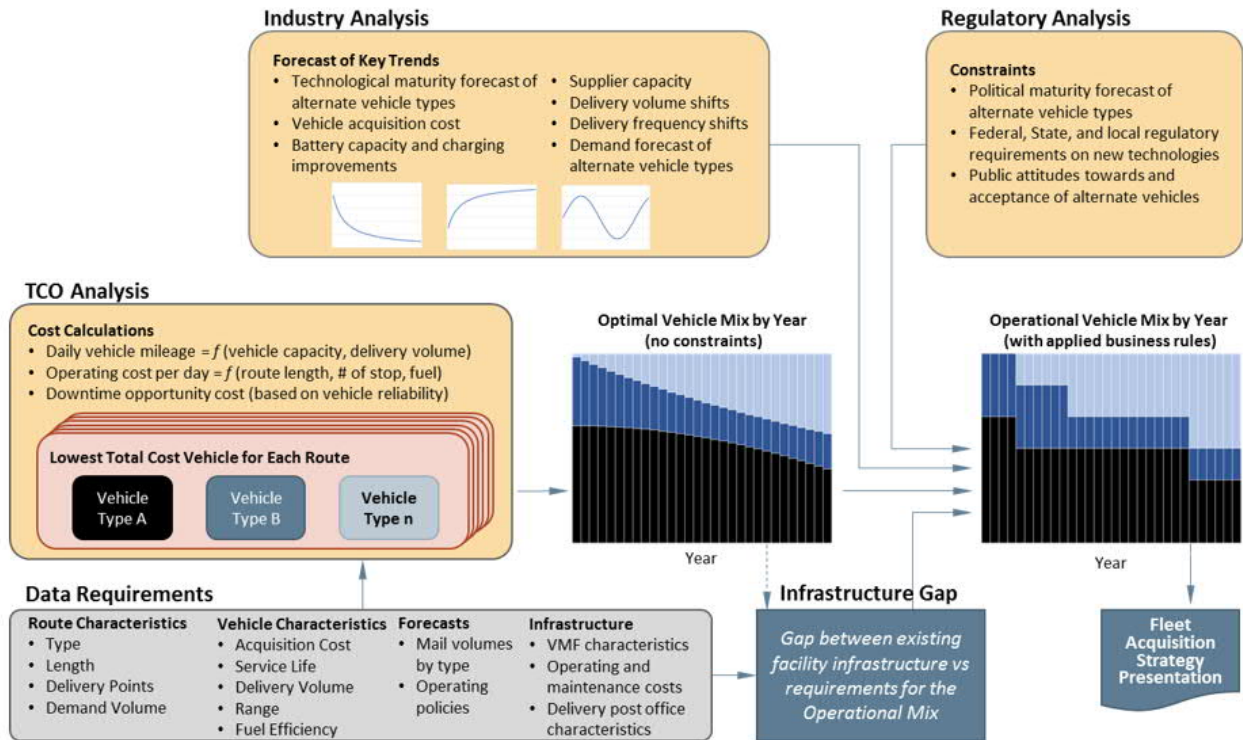 Industry Analysis
Forecast of Key Trends
• Technological maturity forecast of
alternate vehicle types
• Vehicle acquisition cost
• Battery capacity and charging
improvements
• Supplier capacity
• Delivery volume shifts
• Delivery frequency shifts
• Demand forecast of
alternate vehicle types
Regulatory Analysis
Constraints
• Political maturity forecast of
alternate vehicle types
• Federal, State, and local regulatory
requirements on new technologies
• Public attitudes towards and
acceptance of alternate vehicles
TCO Analysis
Cost Calculations
• Daily vehicle mileage = f (vehicle capacity, delivery volume)
• Operating cost per day = f (route length, # of stop, fuel)
• Downtime opportunity cost (based on vehicle reliability)
Lowest Total Cost Vehicle for Each Route
Vehicle
Type A
Vehicle
Type B
Vehicle
Type n
Optimal Vehicle Mix by Year
(no constraints)
Year
Operational Vehicle Mix by Year
(with applied business rules)
Year
Data Requirements
Route Characteristics
• Type
• Length
• Delivery Points
• Demand Volume
Vehicle Characteristics
• Acquisition Cost
• Service Life
• Delivery Volume
• Range
• Fuel Efficiency
Forecasts
• Mail volumes
by type
• Operating
policies
Infrastructure
• VMF characteristics
• Operating and
maintenance costs
• Delivery post office
characteristics
Infrastructure Gap
Gap between existing
facility infrastructure vs
requirements for the
Operational Mix
Fleet
Acquisition
Strategy
Presentation